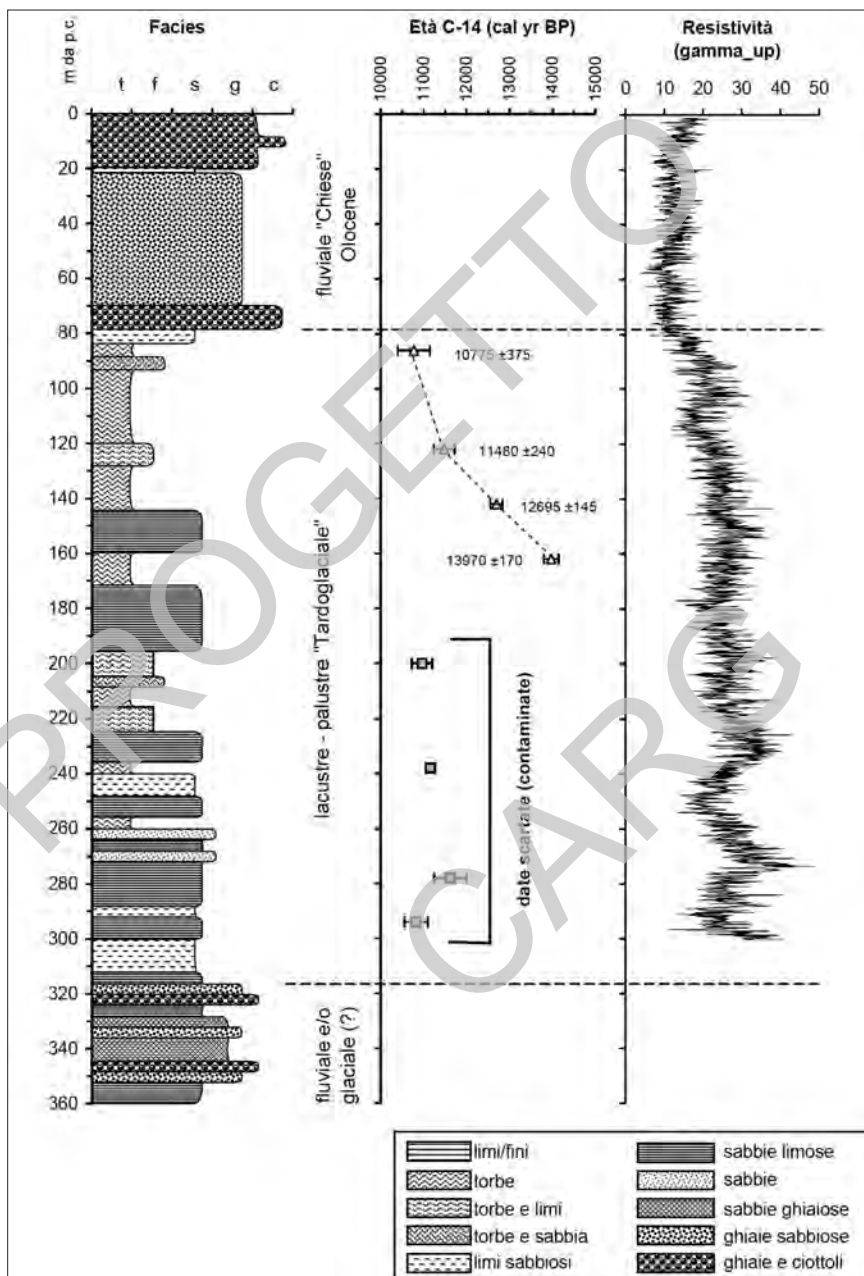 Facies
Età C-14 (cal yr BP)
Resistività
(gamma_up)
m da p.c.
t f s g c
10000 11000 12000 13000 14000 15000
0 10 20 30 40 50
0
20
40
60
80
100
120
140
160
180
200
220
240
260
280
300
320
340
360
fluviale "Chiese"
Olocene
lacustre - palustre "Tardoglaciale"
fluviale e/o
glaciale (?)
10775 ±375
11480 ±240
12695 ±145
13970 ±170
date scartate (contaminate)
PROGETTO
CARG
limi/fini
torbe
torbe e limi
torbe e sabbia
limi sabbiosi
sabbie limose
sabbie
sabbie ghiaiose
ghiaie sabbiose
ghiaie e ciottoli